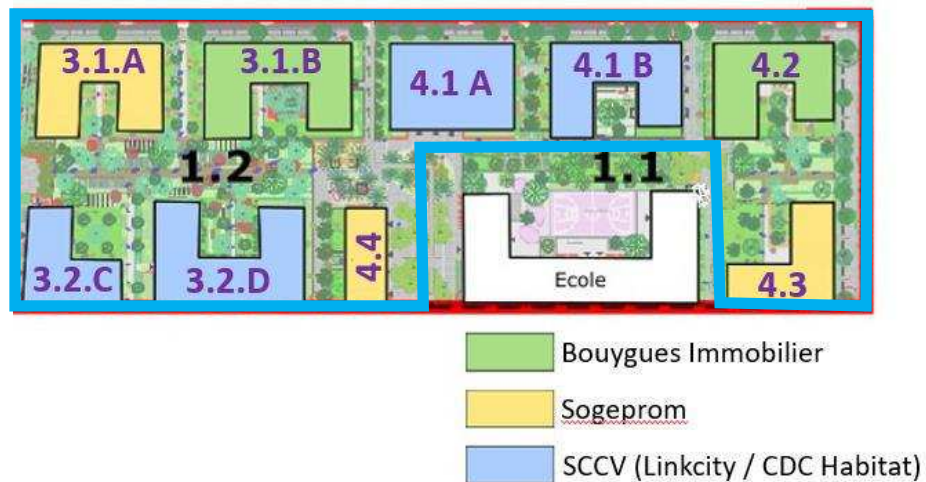 3.1.A
3.1.B
4.1 A
4.1 B
4.2
1.2
1.1
3.2.C
3.2.D
4.4
Ecole
4.3
Bouygues Immobilier
Sogeprom
SCCV (Linkcity / CDC Habitat)